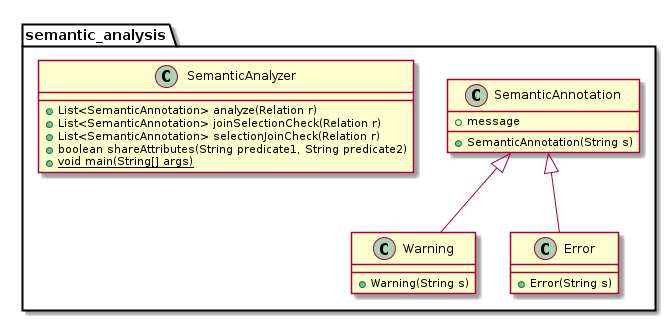 semantic_analysis
C SemanticAnalyzer
List<SemanticAnnotation> analyze(Relation r)
List<SemanticAnnotation> joinSelectionCheck(Relation r)
List<SemanticAnnotation> selectionJoinCheck(Relation r)
boolean shareAttributes(String predicate1, String predicate2)
void main(String[] args)
C SemanticAnnotation
message
SemanticAnnotation(String s)
C Warning
Warning(String s)
C Error
Error(String s)